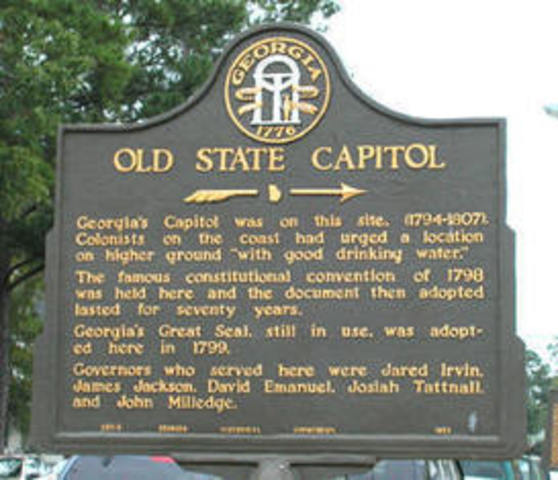 GEORGIA
1776
OLD STATE CAPITOL
Georgia's Capitol was on this site, (1794-1807).
Colonists on the coast had urged a location
on higher ground "with good drinking water."
The famous constitutional convention of 1798
was held here and the document then adopted
lasted for seventy years.
Georgia's Great Seal, still in use, was adopt-
ed here in 1799.
Governors who served here were Jared Irvin,
James Jackson, David Emanuel, Josiah Tattnall,
and John Milledge.